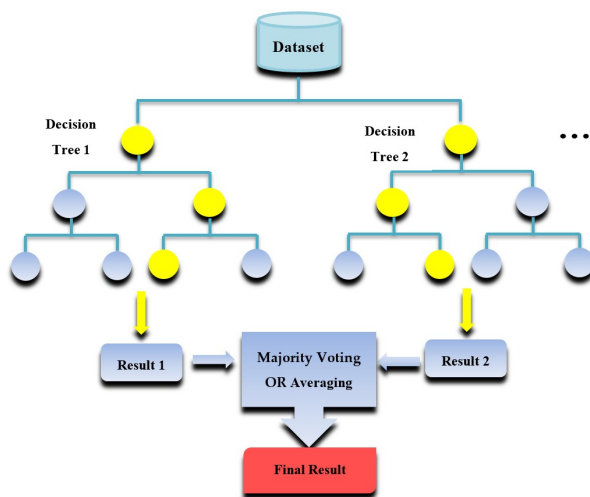 Dataset
Decision
Tree 1
Decision
Tree 2
...
Result 1
Majority Voting
OR Averaging
Result 2
Final Result